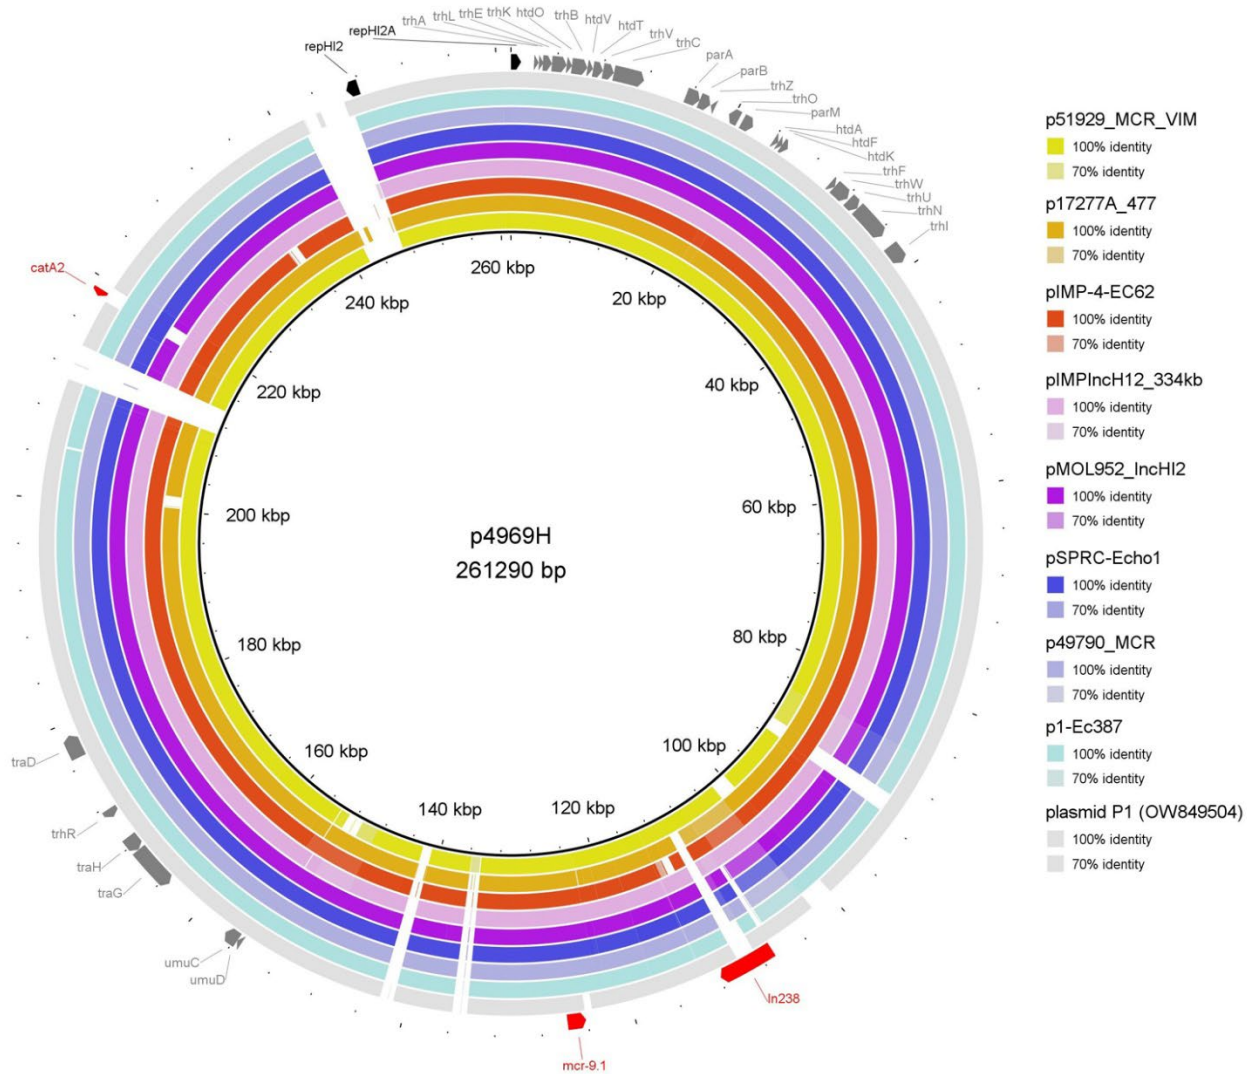 repHI2
repHI2A
trhA
trhL
trhE
trhK
htdO
trhB
htdV
htdT
trhV
trhC
parA
parB
trhZ
trhO
parM
htdA
htdF
htdK
trhF
trhW
trhU
trhN
trhI
catA2
traD
trhR
traH
traG
umuC
umuD
mcr-9.1
In238
260 kbp
20 kbp
40 kbp
60 kbp
80 kbp
100 kbp
120 kbp
140 kbp
160 kbp
180 kbp
200 kbp
220 kbp
240 kbp
p4969H
261290 bp
p51929_MCR_VIM
100% identity
70% identity
p17277A_477
100% identity
70% identity
pIMP-4-EC62
100% identity
70% identity
pIMPIncH12_334kb
100% identity
70% identity
pMOL952_IncHI2
100% identity
70% identity
pSPRC-Echo1
100% identity
70% identity
p49790_MCR
100% identity
70% identity
p1-Ec387
100% identity
70% identity
plasmid P1 (OW849504)
100% identity
70% identity